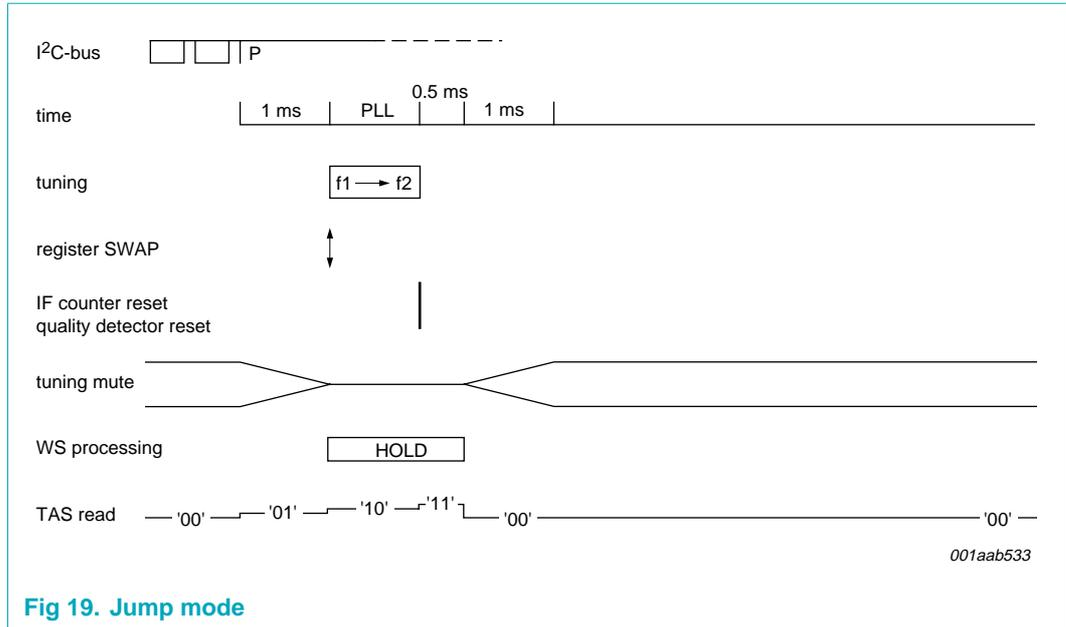 I²C-bus P
0.5 ms
time 1 ms PLL 1 ms
tuning f1 → f2
register SWAP
IF counter reset
quality detector reset
tuning mute
WS processing HOLD
TAS read '00' '01' '10' '11' '00' '00'
001aab533
Fig 19. Jump mode